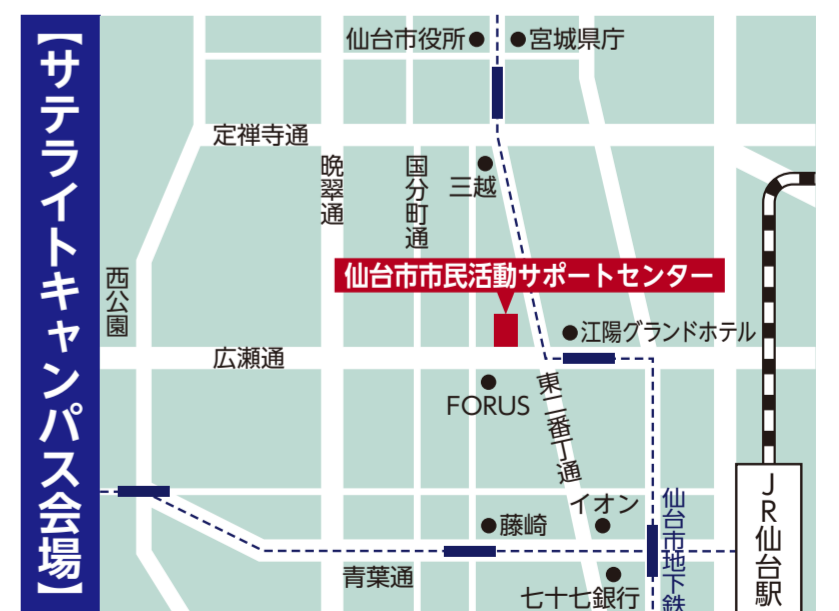 【サテライトキャンパス会場】
仙台市役所
宮城県庁
定禅寺通
晩翠通
国分町通
三越
仙台市市民活動サポートセンター
西公園
江陽グランドホテル
広瀬通
FORUS
東二番丁通
イオン
藤崎
仙台市地下鉄
JR仙台駅
青葉通
七十七銀行